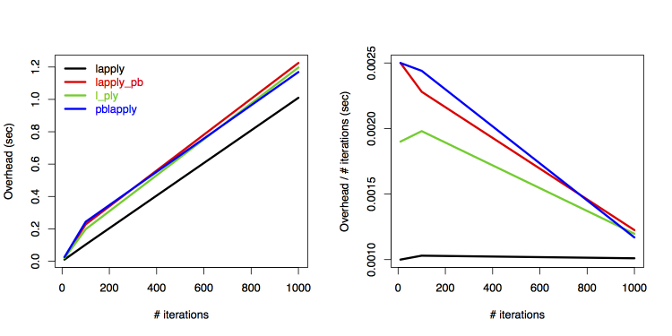 lapply
lapply_pb
l_ply
pblapply
Overhead (sec)
0.0 0.2 0.4 0.6 0.8 1.0 1.2
0 200 400 600 800 1000
# iterations
Overhead / # iterations (sec)
0.0010 0.0015 0.0020 0.0025
0 200 400 600 800 1000
# iterations